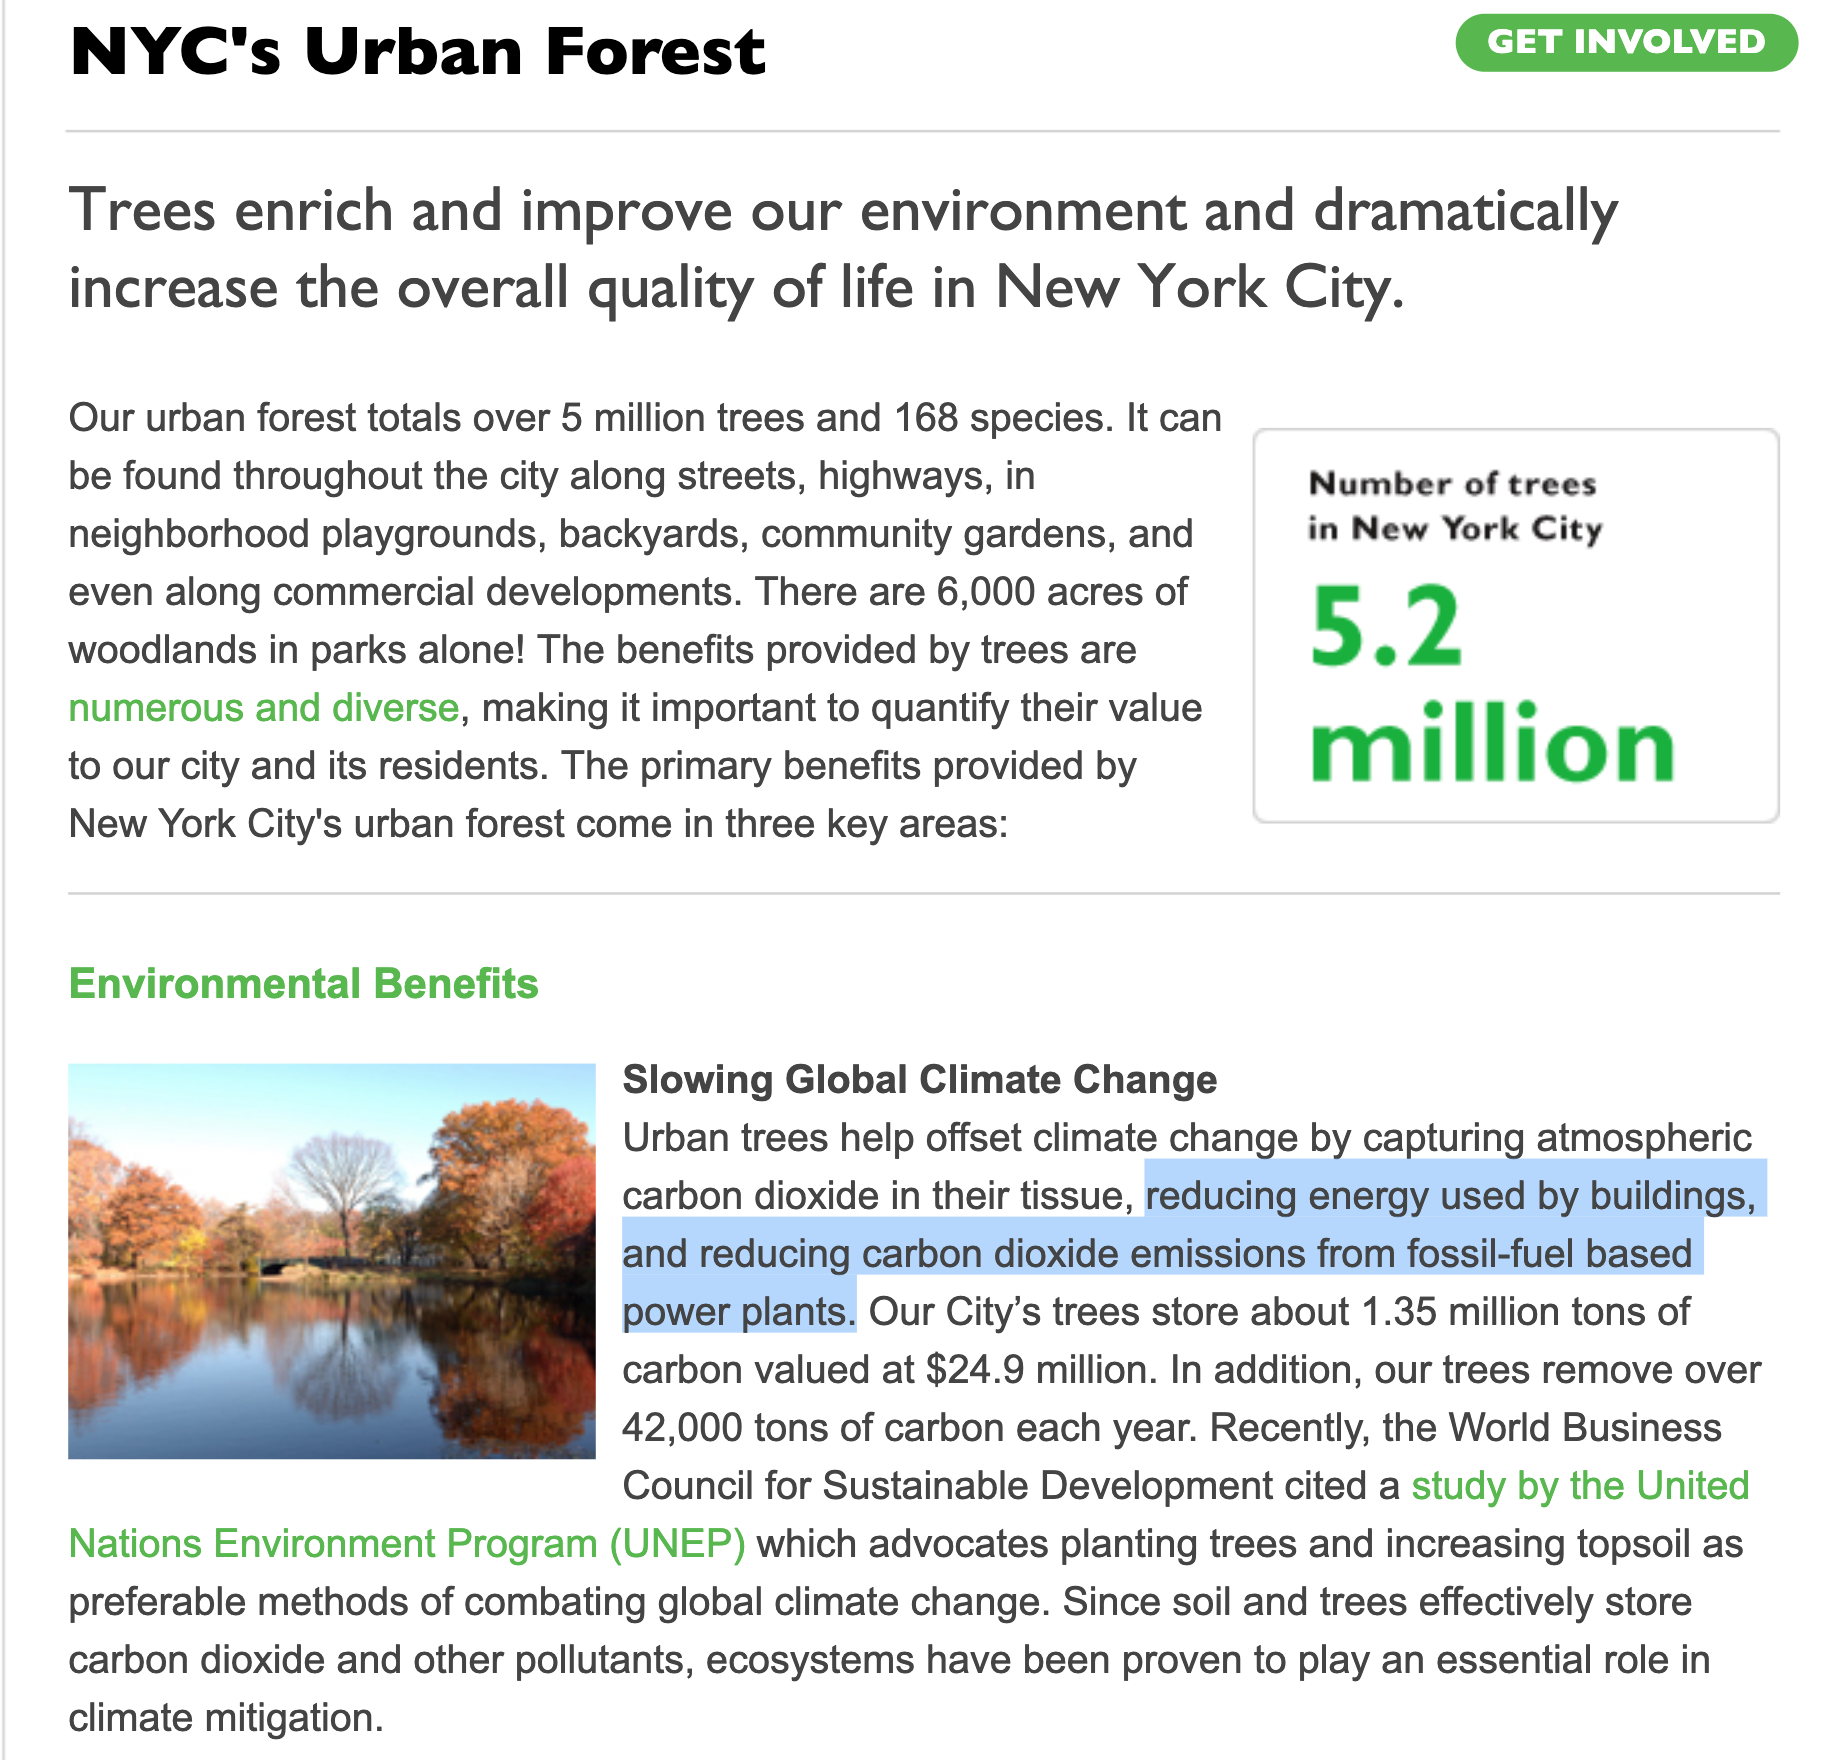 NYC's Urban Forest
GET INVOLVED
Trees enrich and improve our environment and dramatically
increase the overall quality of life in New York City.
Our urban forest totals over 5 million trees and 168 species. It can
be found throughout the city along streets, highways, in
neighborhood playgrounds, backyards, community gardens, and
even along commercial developments. There are 6,000 acres of
woodlands in parks alone! The benefits provided by trees are
numerous and diverse, making it important to quantify their value
to our city and its residents. The primary benefits provided by
New York City's urban forest come in three key areas:
Number of trees
in New York City
5.2
million
Environmental Benefits
Slowing Global Climate Change
Urban trees help offset climate change by capturing atmospheric
carbon dioxide in their tissue, reducing energy used by buildings,
and reducing carbon dioxide emissions from fossil-fuel based
power plants. Our City’s trees store about 1.35 million tons of
carbon valued at $24.9 million. In addition, our trees remove over
42,000 tons of carbon each year. Recently, the World Business
Council for Sustainable Development cited a study by the United
Nations Environment Program (UNEP) which advocates planting trees and increasing topsoil as
preferable methods of combating global climate change. Since soil and trees effectively store
carbon dioxide and other pollutants, ecosystems have been proven to play an essential role in
climate mitigation.